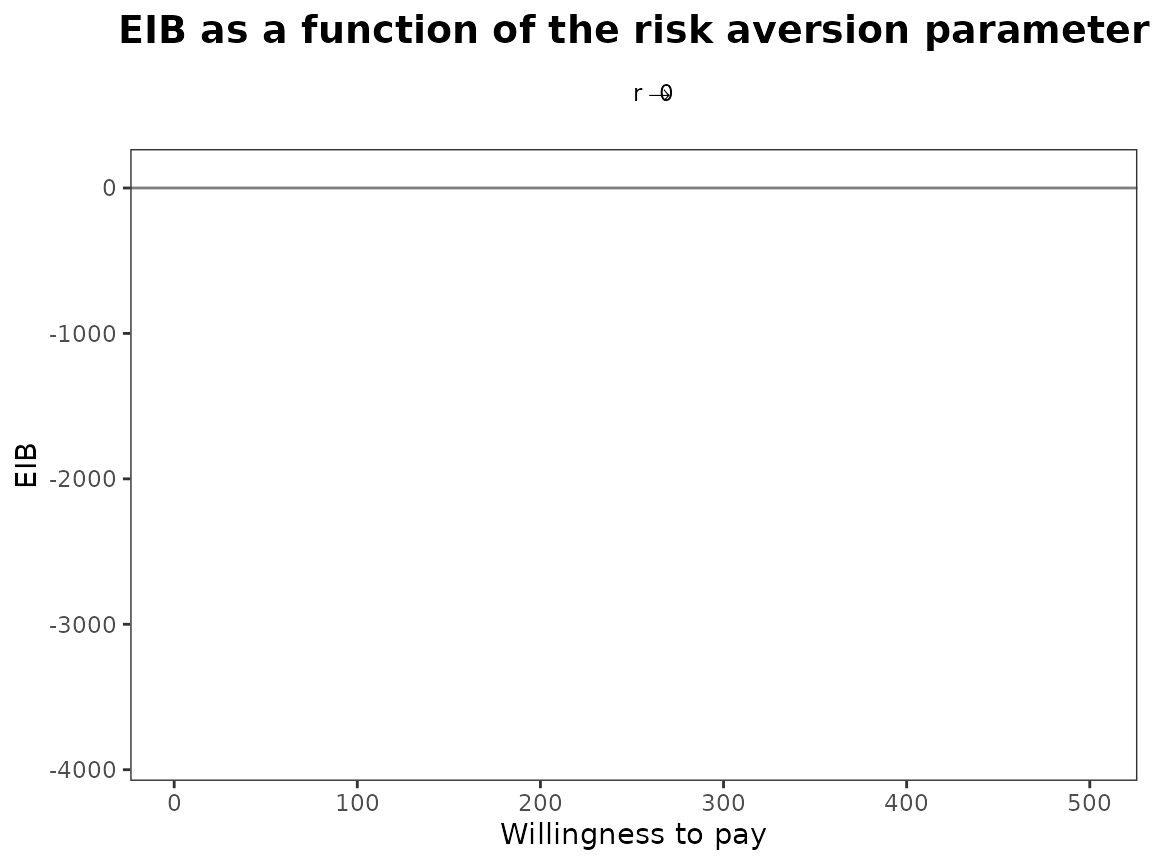 EIB as a function of the risk aversion parameter
r → 0
0
-1000
-2000
-3000
-4000
EIB
0 100 200 300 400 500
Willingness to pay